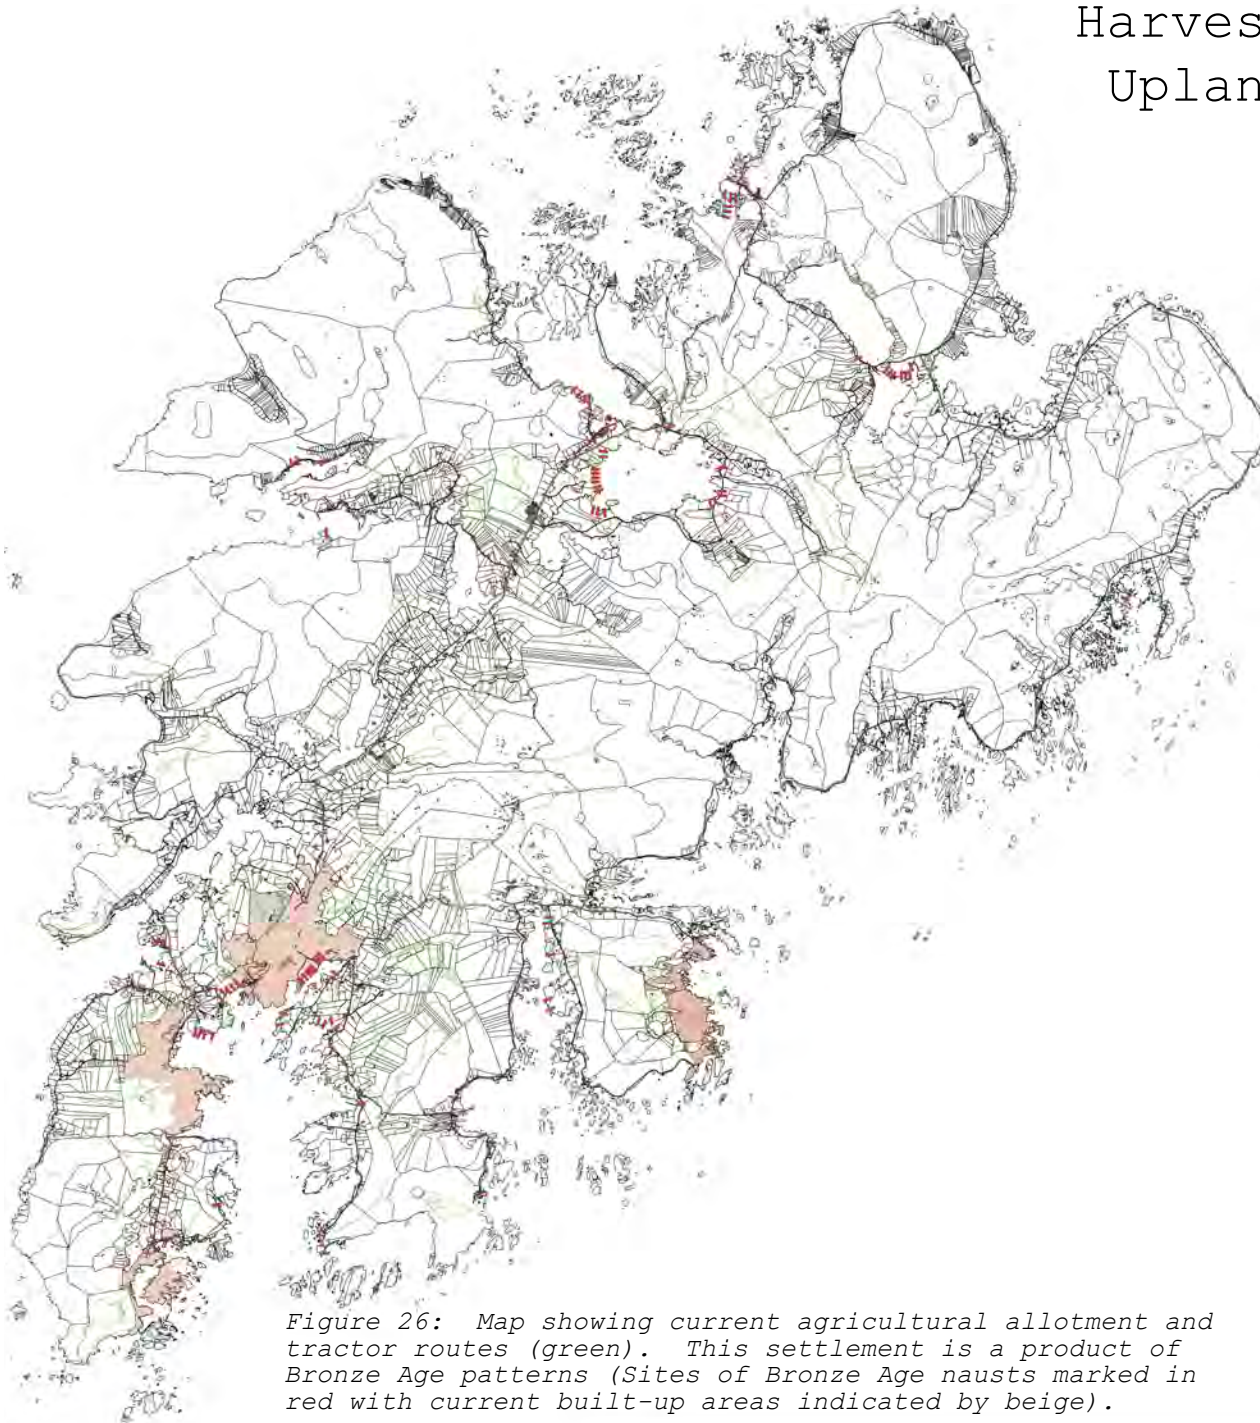 Harves
Uplan
Figure 26: Map showing current agricultural allotment and
tractor routes (green). This settlement is a product of
Bronze Age patterns (Sites of Bronze Age nausts marked in
red with current built-up areas indicated by beige).